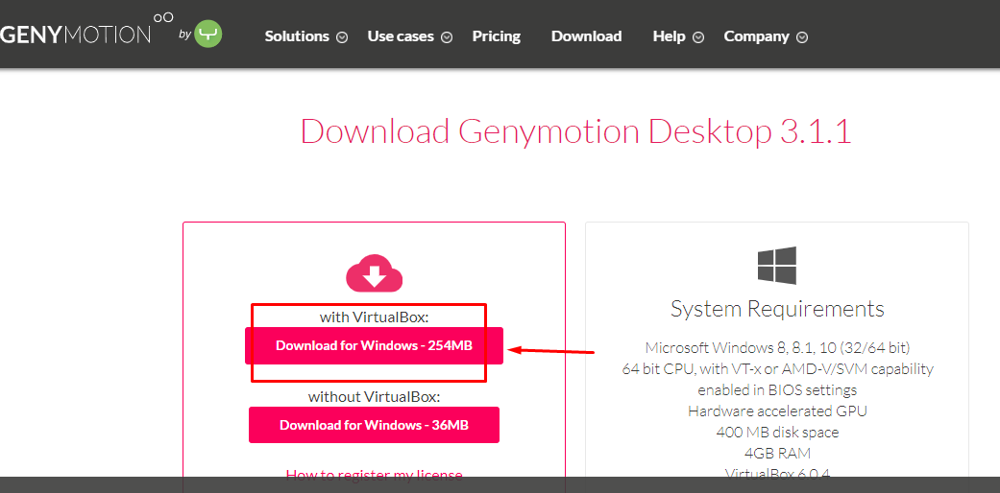 GENYMOTION by
Solutions Use cases Pricing Download Help Company
Download Genymotion Desktop 3.1.1
with VirtualBox:
Download for Windows - 254MB
without VirtualBox:
Download for Windows - 36MB
How to register my license
System Requirements
Microsoft Windows 8, 8.1, 10 (32/64 bit)
64 bit CPU, with VT-x or AMD-V/SVM capability
enabled in BIOS settings
Hardware accelerated GPU
400 MB disk space
4GB RAM
VirtualBox 6.0.4